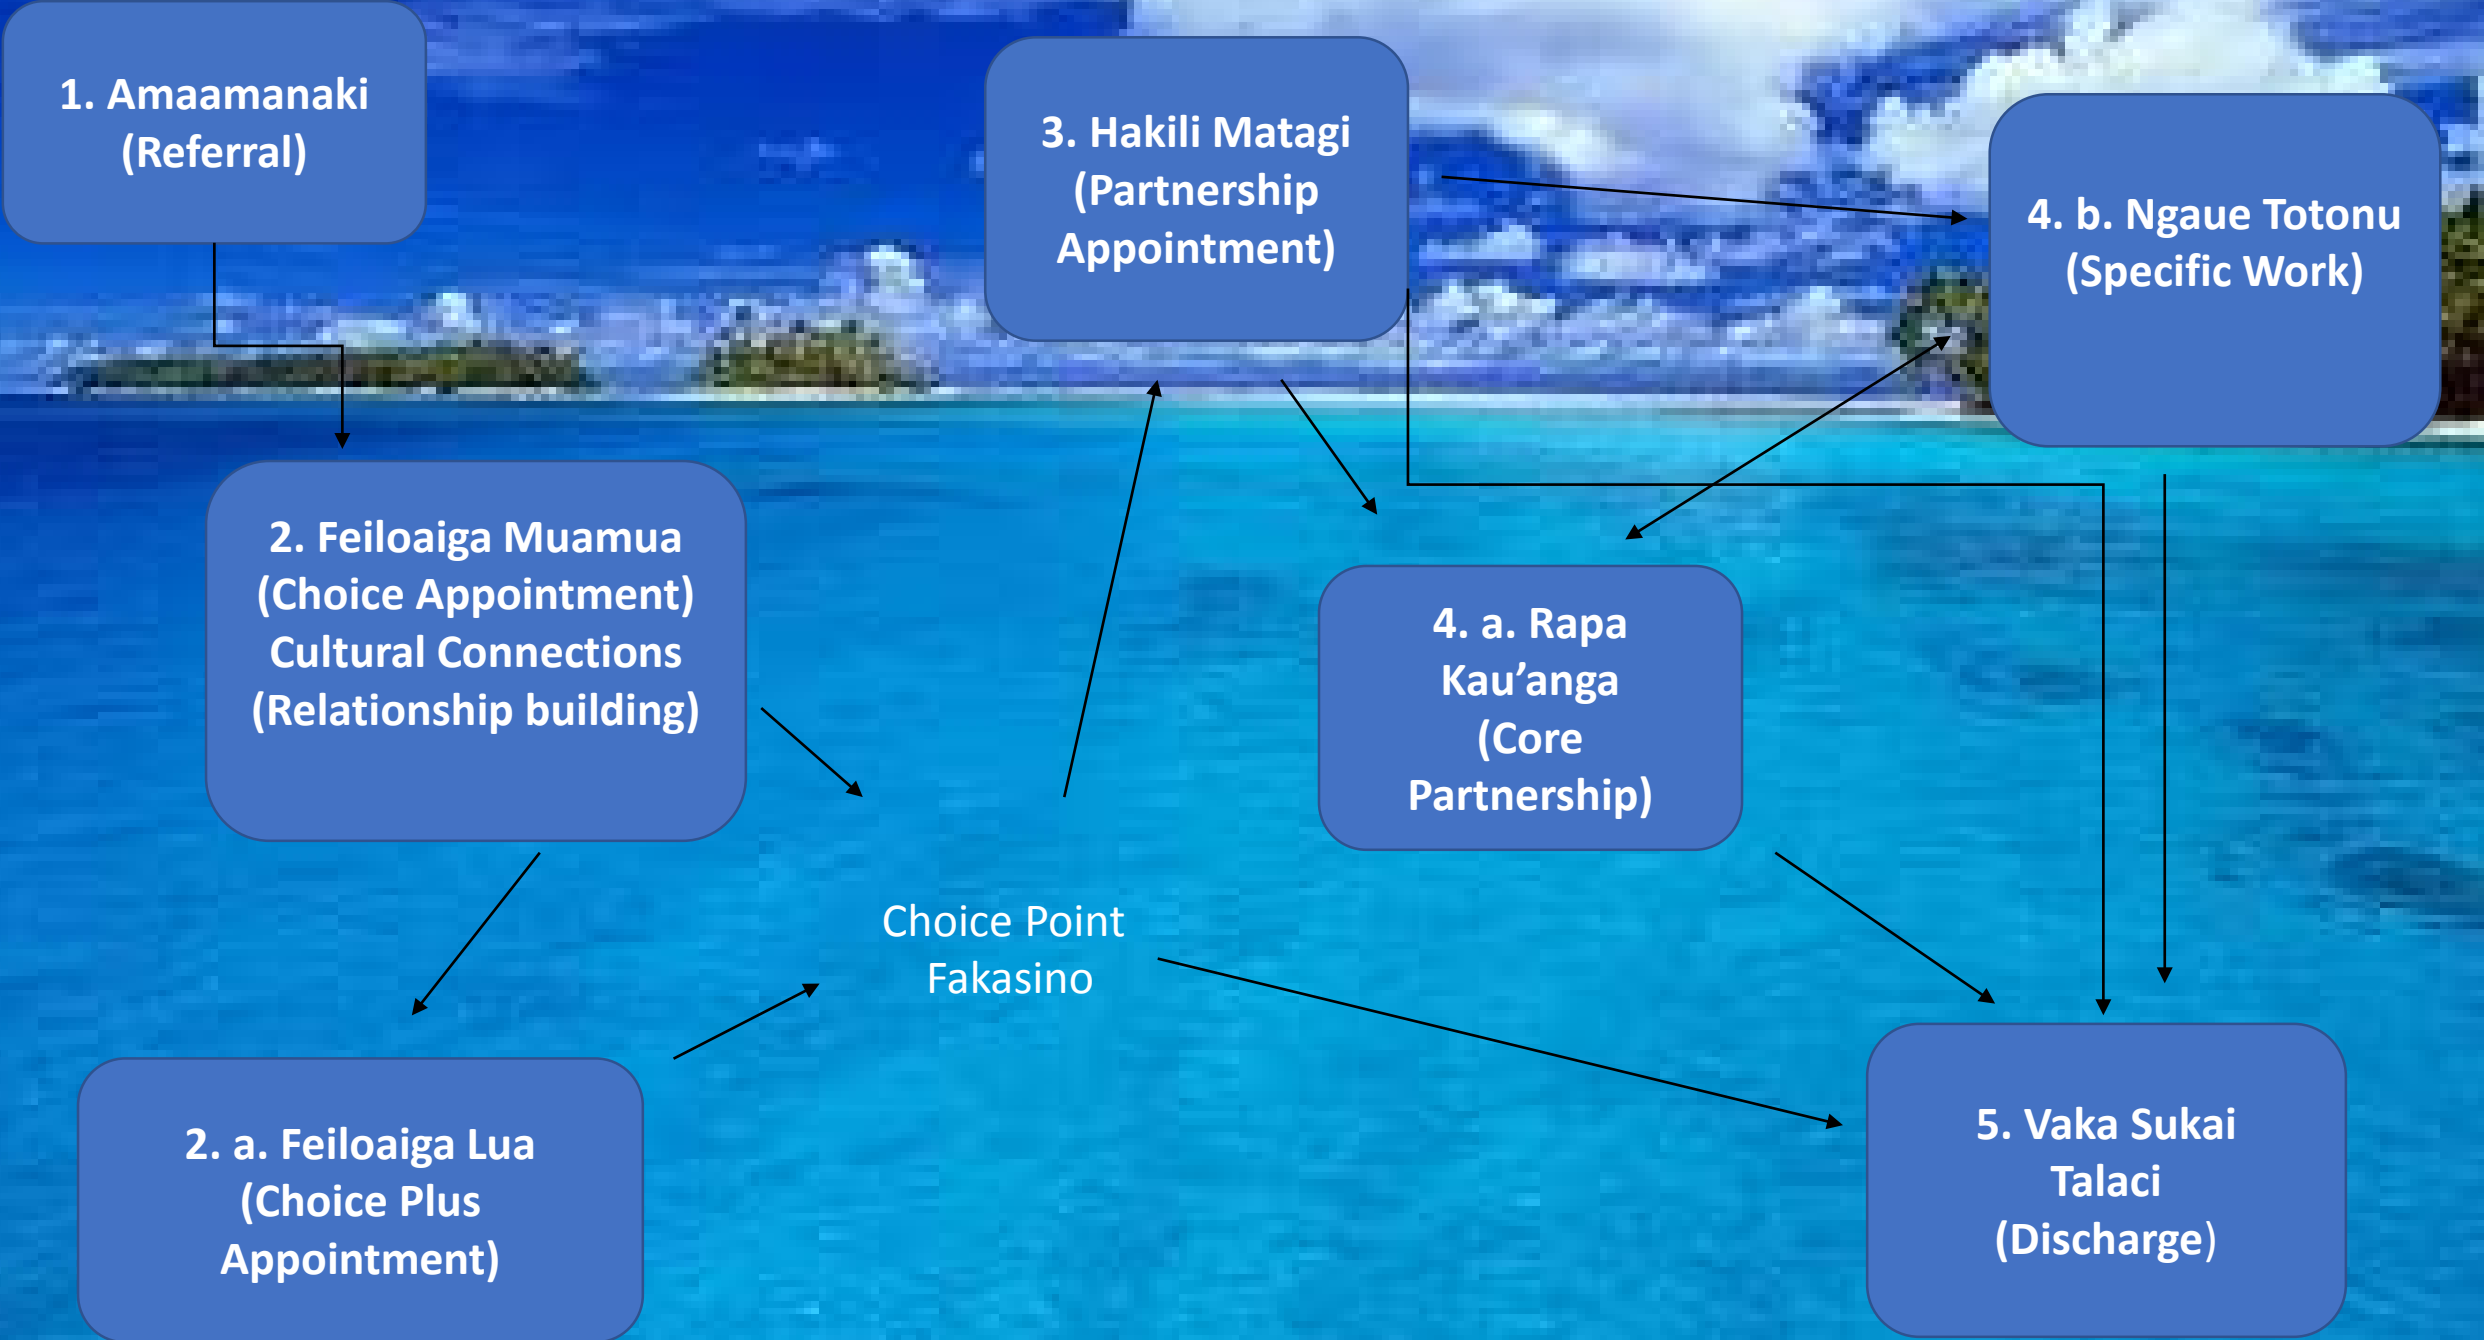 1. Amaamanaki
(Referral)
2. Feiloaiga Muamua
(Choice Appointment)
Cultural Connections
(Relationship building)
2. a. Feiloaiga Lua
(Choice Plus
Appointment)
Choice Point
Fakasino
3. Hakili Matagi
(Partnership
Appointment)
4. a. Rapa
Kau’anga
(Core
Partnership)
4. b. Ngaue Totonu
(Specific Work)
5. Vaka Sukai
Talaci
(Discharge)